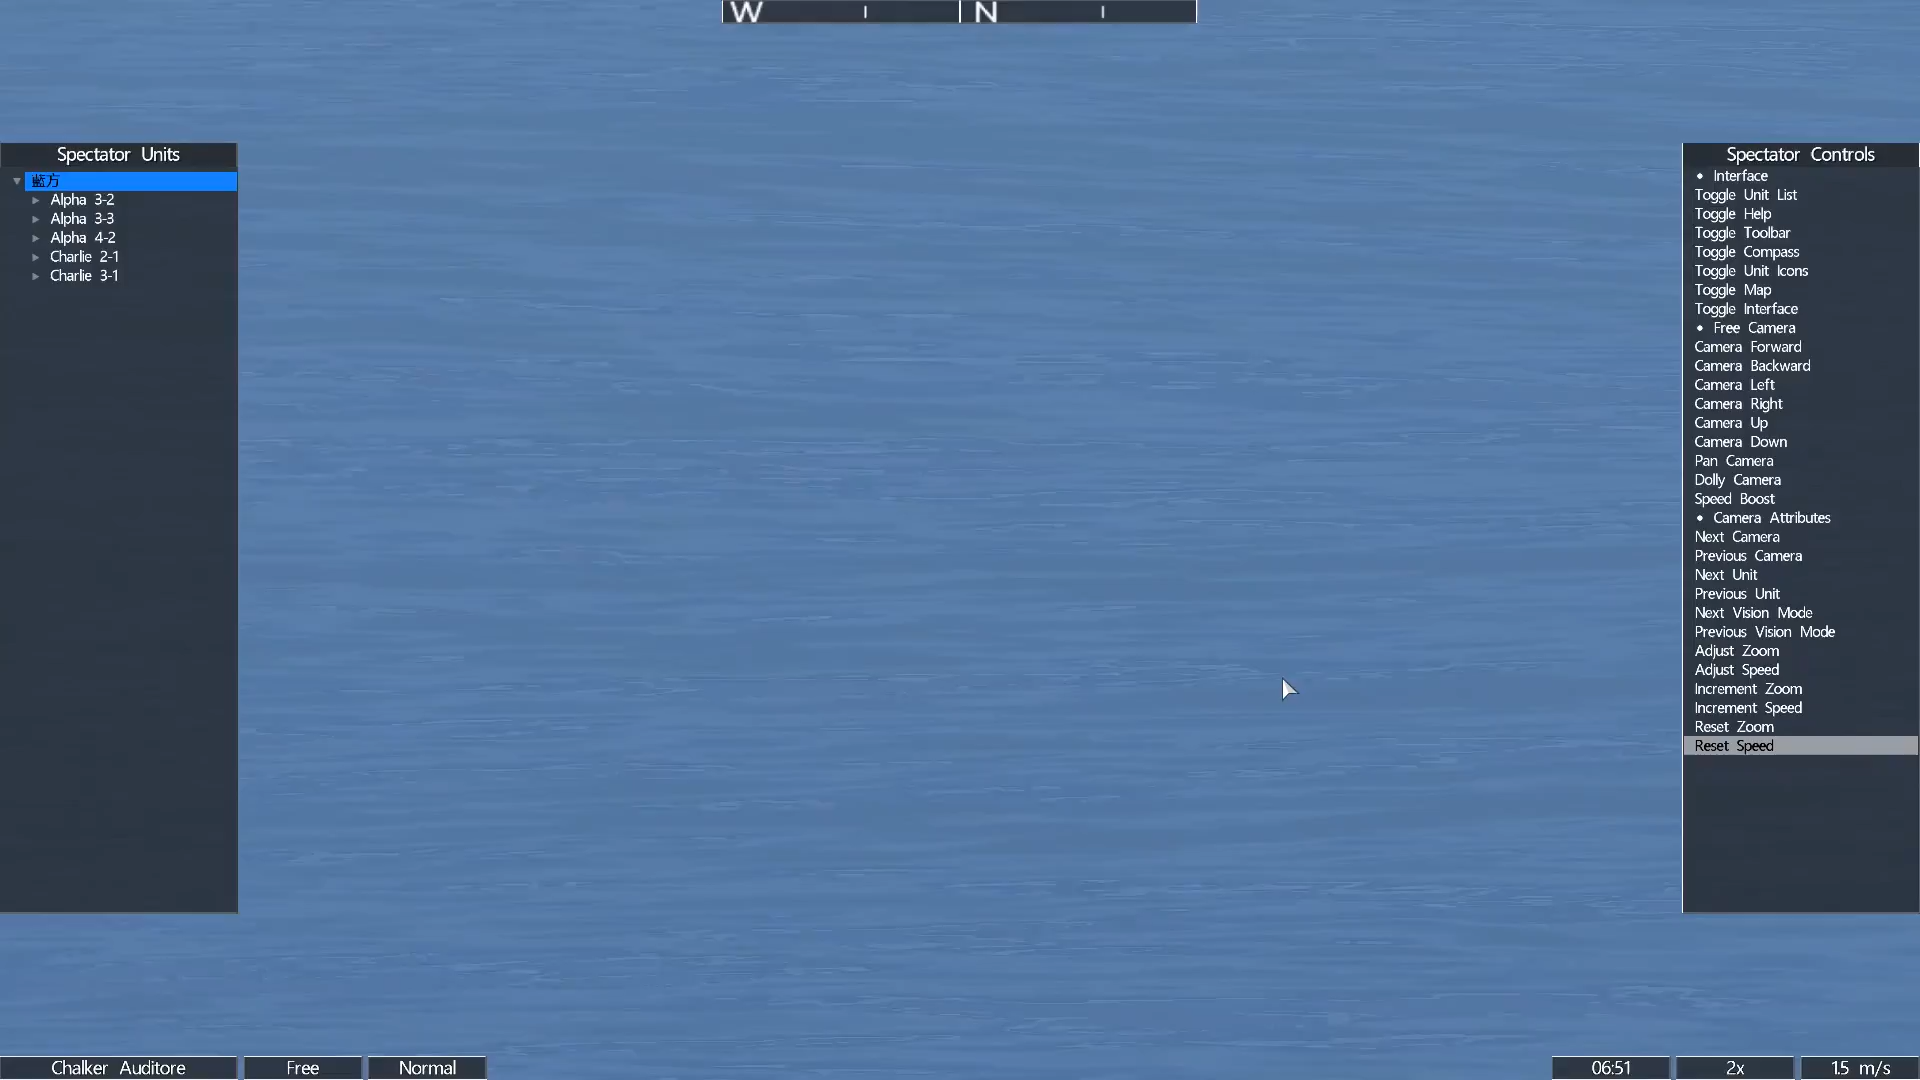 W N
Spectator Units
藍方
Alpha 3-2
Alpha 3-3
Alpha 4-2
Charlie 2-1
Charlie 3-1
Spectator Controls
• Interface
Toggle Unit List
Toggle Help
Toggle Toolbar
Toggle Compass
Toggle Unit Icons
Toggle Map
Toggle Interface
• Free Camera
Camera Forward
Camera Backward
Camera Left
Camera Right
Camera Up
Camera Down
Pan Camera
Dolly Camera
Speed Boost
• Camera Attributes
Next Camera
Previous Camera
Next Unit
Previous Unit
Next Vision Mode
Previous Vision Mode
Adjust Zoom
Adjust Speed
Increment Zoom
Increment Speed
Reset Zoom
Reset Speed
Chalker Auditore
Free
Normal
06:51
2x
1.5 m/s